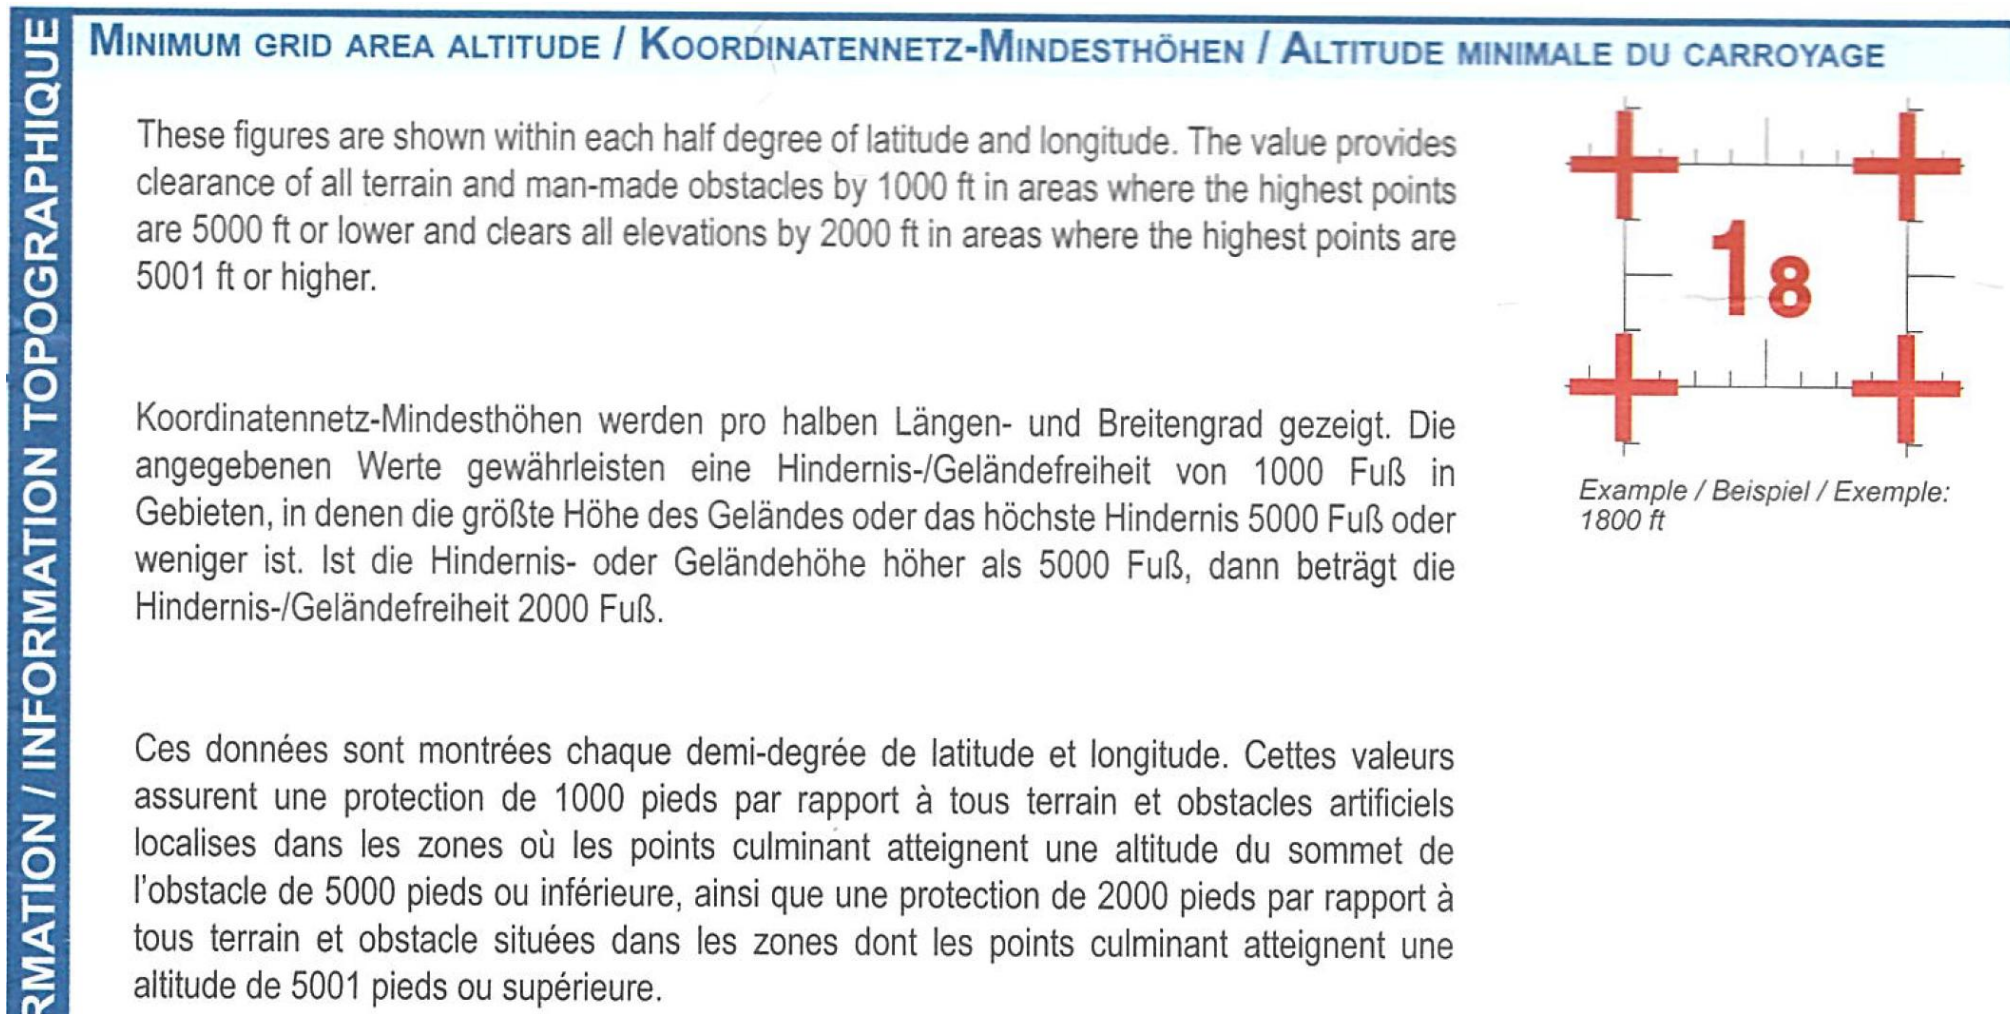 MINIMUM GRID AREA ALTITUDE / KOORDINATENNETZ-MINDESTHÖHEN / ALTITUDE MINIMALE DU CARROYAGE
These figures are shown within each half degree of latitude and longitude. The value provides
clearance of all terrain and man-made obstacles by 1000 ft in areas where the highest points
are 5000 ft or lower and clears all elevations by 2000 ft in areas where the highest points are
5001 ft or higher.
18
Example / Beispiel / Exemple:
1800 ft
Koordinatennetz-Mindesthöhen werden pro halben Längen- und Breitengrad gezeigt. Die
angegebenen Werte gewährleisten eine Hindernis-/Geländefreiheit von 1000 Fuß in
Gebieten, in denen die größte Höhe des Geländes oder das höchste Hindernis 5000 Fuß oder
weniger ist. Ist die Hindernis- oder Geländehöhe höher als 5000 Fuß, dann beträgt die
Hindernis-/Geländefreiheit 2000 Fuß.
Ces données sont montrées chaque demi-degrée de latitude et longitude. Cettes valeurs
assurent une protection de 1000 pieds par rapport à tous terrain et obstacles artificiels
localises dans les zones où les points culminant atteignent une altitude du sommet de
l'obstacle de 5000 pieds ou inférieure, ainsi que une protection de 2000 pieds par rapport à
tous terrain et obstacle situées dans les zones dont les points culminant atteignent une
altitude de 5001 pieds ou supérieure.
RMATION / INFORMATION TOPOGRAPHIQUE